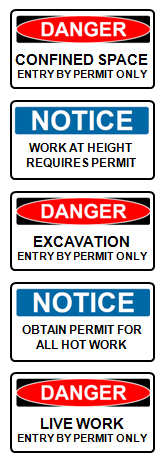 DANGER
CONFINED SPACE
ENTRY BY PERMIT ONLY
NOTICE
WORK AT HEIGHT
REQUIRES PERMIT
DANGER
EXCAVATION
ENTRY BY PERMIT ONLY
NOTICE
OBTAIN PERMIT FOR
ALL HOT WORK
DANGER
LIVE WORK
ENTRY BY PERMIT ONLY